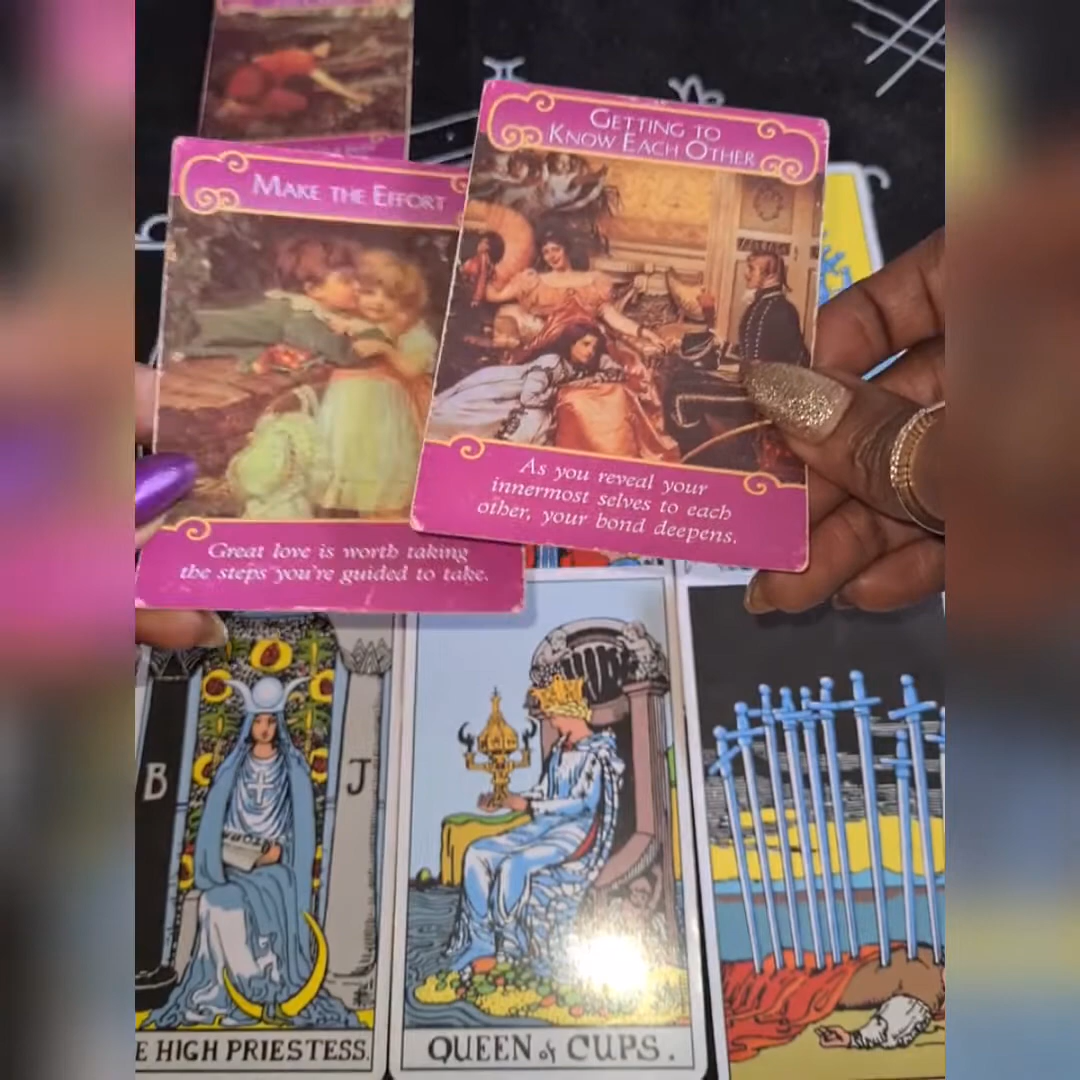 GETTING TO
KNOW EACH OTHER
MAKE THE EFFORT
As you reveal your
innermost selves to each
other, your bond deepens.
Great love is worth taking
the steps you're guided to take.
B
J
E HIGH PRIESTESS.
QUEEN of CUPS.